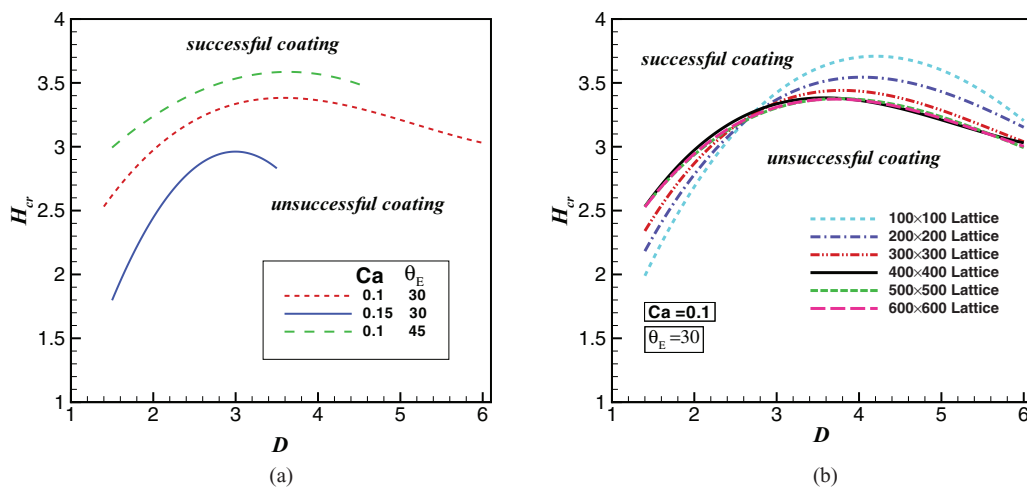 4
3.5
3
2.5
2
1.5
1
H_cr
successful coating
unsuccessful coating
Ca θ_E
0.1 30
0.15 30
0.1 45
1 2 3 4 5 6
D
(a)
4
3.5
3
2.5
2
1.5
1
H_cr
successful coating
unsuccessful coating
100×100 Lattice
200×200 Lattice
300×300 Lattice
400×400 Lattice
500×500 Lattice
600×600 Lattice
Ca =0.1
θ_E =30
1 2 3 4 5 6
D
(b)